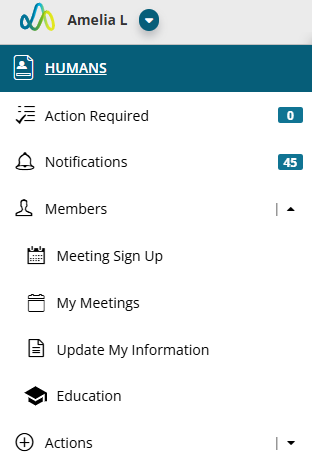 Amelia L
HUMANS
Action Required 0
Notifications 45
Members
Meeting Sign Up
My Meetings
Update My Information
Education
Actions